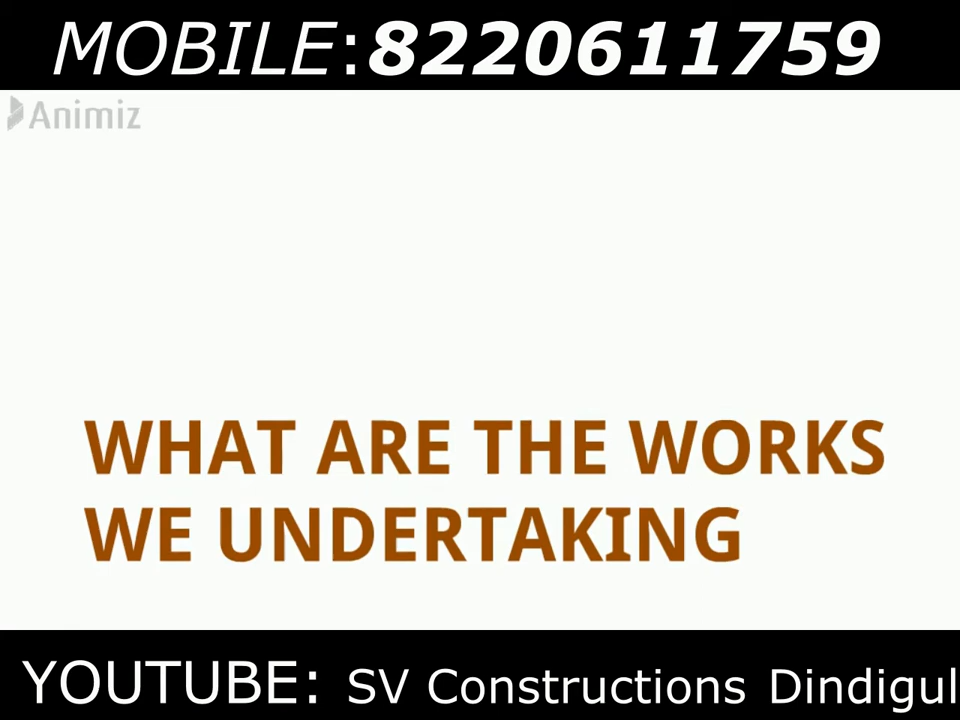 MOBILE:8220611759
Animiz
WHAT ARE THE WORKS
WE UNDERTAKING
YOUTUBE: SV Constructions Dindigul